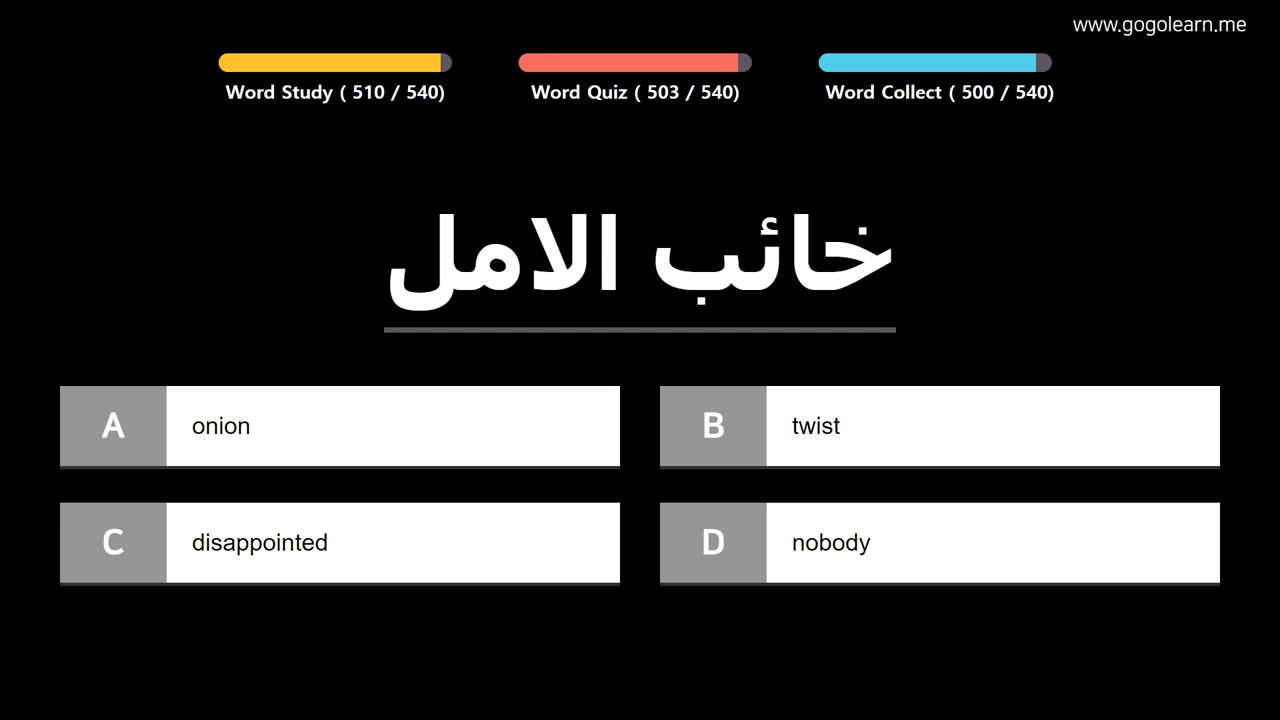 www.gogolearn.me
Word Study ( 510 / 540)
Word Quiz ( 503 / 540)
Word Collect ( 500 / 540)
خائب الامل
A onion
B twist
C disappointed
D nobody